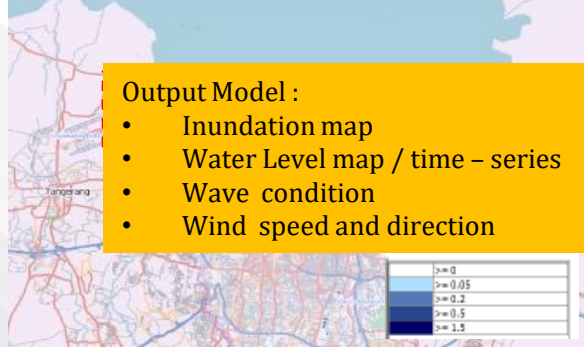 Output Model :
• Inundation map
• Water Level map / time – series
• Wave condition
• Wind speed and direction
Tangerang
>= 0
>= 0.05
>= 0.2
>= 0.5
>= 1.5